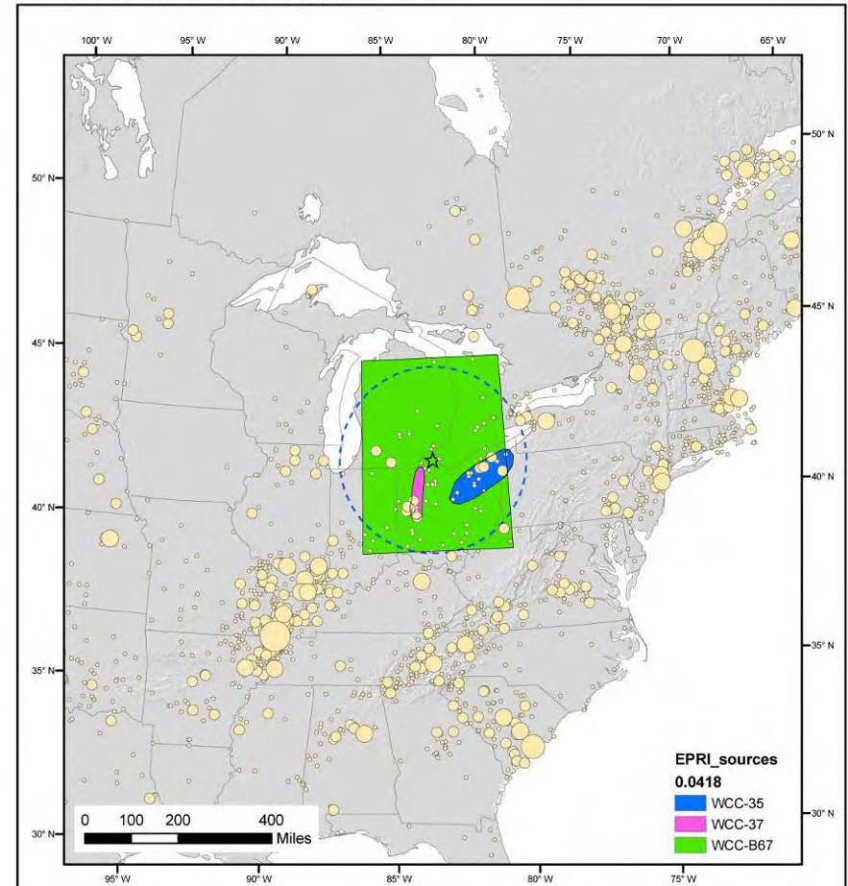 100° W 95° W 90° W 85° W 80° W 75° W 70° W 65° W
50° N
50° N
45° N
45° N
40° N
40° N
35° N
35° N
30° N
30° N
EPRI_sources
0.0418
WCC-35
WCC-37
WCC-B67
0 100 200 400
Miles
95° W 90° W 85° W 80° W 75° W